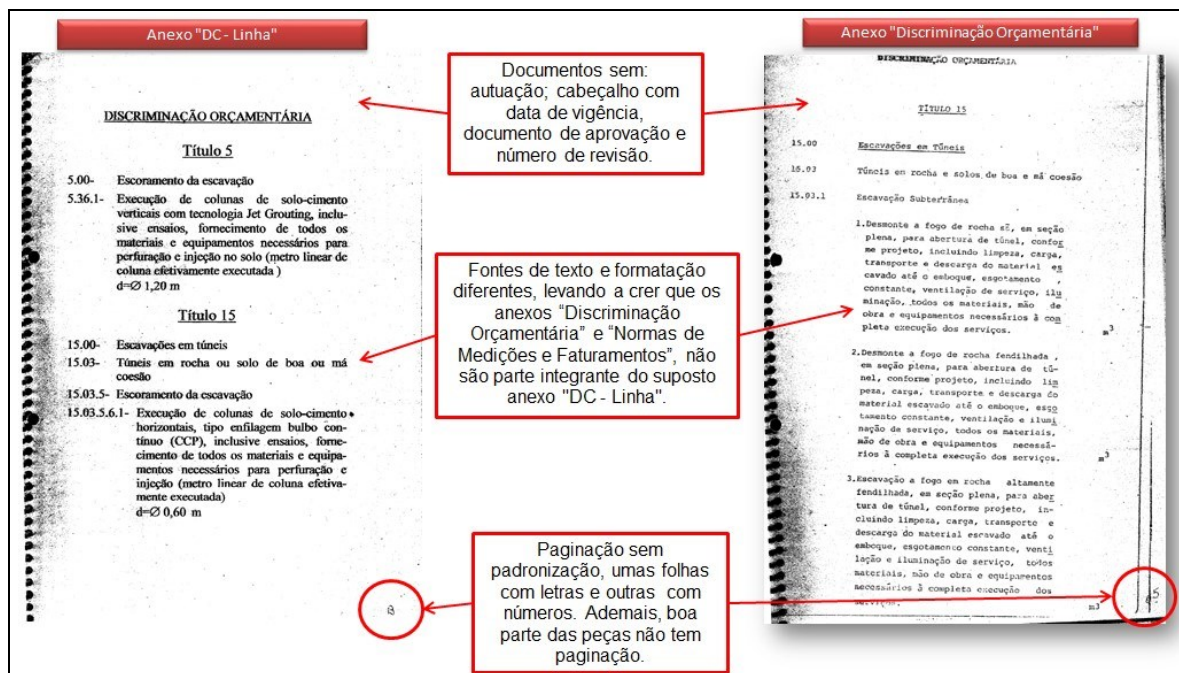 Anexo "DC - Linha"
DISCRIMINAÇÃO ORÇAMENTÁRIA
Título 5
5.00- Escoramento da escavação
5.36.1- Execução de colunas de solo-cimento
verticais com tecnologia Jet Grouting, inclu-
sive ensaios, fornecimento de todos os
materiais e equipamentos necessários para
perfuração e injeção no solo (metro linear de
coluna efetivamente executada )
d=Ø 1,20 m
Título 15
15.00- Escavações em túneis
15.03- Túneis em rocha ou solo de boa ou má
coesão
15.03.5- Escoramento da escavação
15.03.5.6.1- Execução de colunas de solo-cimento
horizontais, tipo enfilagem bulbo con-
tínuo (CCP), inclusive ensaios, forne-
cimento de todos os materiais e equipa-
mentos necessários para perfuração e
injeção (metro linear de coluna efetiva-
mente executada)
d=Ø 0,60 m
B
Documentos sem:
autuação; cabeçalho com
data de vigência,
documento de aprovação e
número de revisão.
Fontes de texto e formatação
diferentes, levando a crer que os
anexos “Discriminação
Orçamentária” e “Normas de
Medições e Faturamentos”, não
são parte integrante do suposto
anexo "DC - Linha".
Paginação sem
padronização, umas folhas
com letras e outras com
números. Ademais, boa
parte das peças não tem
paginação.
Anexo "Discriminação Orçamentária"
DISCRIMINAÇÃO ORÇAMENTÁRIA
TÍTULO 15
15.00 Escavações em Túneis
15.03 Túneis em rocha e solos de boa e má coesão
15.03.1 Escavação Subterrânea
1.Desmonte a fogo de rocha sã, em seção
plena, para abertura de túnel, confor
me projeto, incluindo limpeza, carga,
transporte e descarga do material es
cavado até o emboque, esgotamento ,
constante, ventilação de serviço, ilu
minação, todos os materiais, mão de
obra e equipamentos necessários à com
pleta execução dos serviços. m³
2.Desmonte a fogo de rocha fendilhada ,
em seção plena, para abertura de tú-
nel, conforme projeto, incluindo lim
peza, carga, transporte e descarga do
material escavado até o emboque, esgo
tamento constante, ventilação e ilumi
nação de serviço, todos os materiais,
mão de obra e equipamentos necessá-
rios à completa execução dos serviços. m³
3.Escavação a fogo em rocha altamente
fendilhada, em seção plena, para aber
tura de túnel, conforme projeto, in-
cluindo limpeza, carga, transporte e
descarga do material escavado até o
emboque, esgotamento constante, venti
lação e iluminação de serviço, todos
materiais, mão de obra e equipamentos
necessários à completa execução dos
serviços. m³